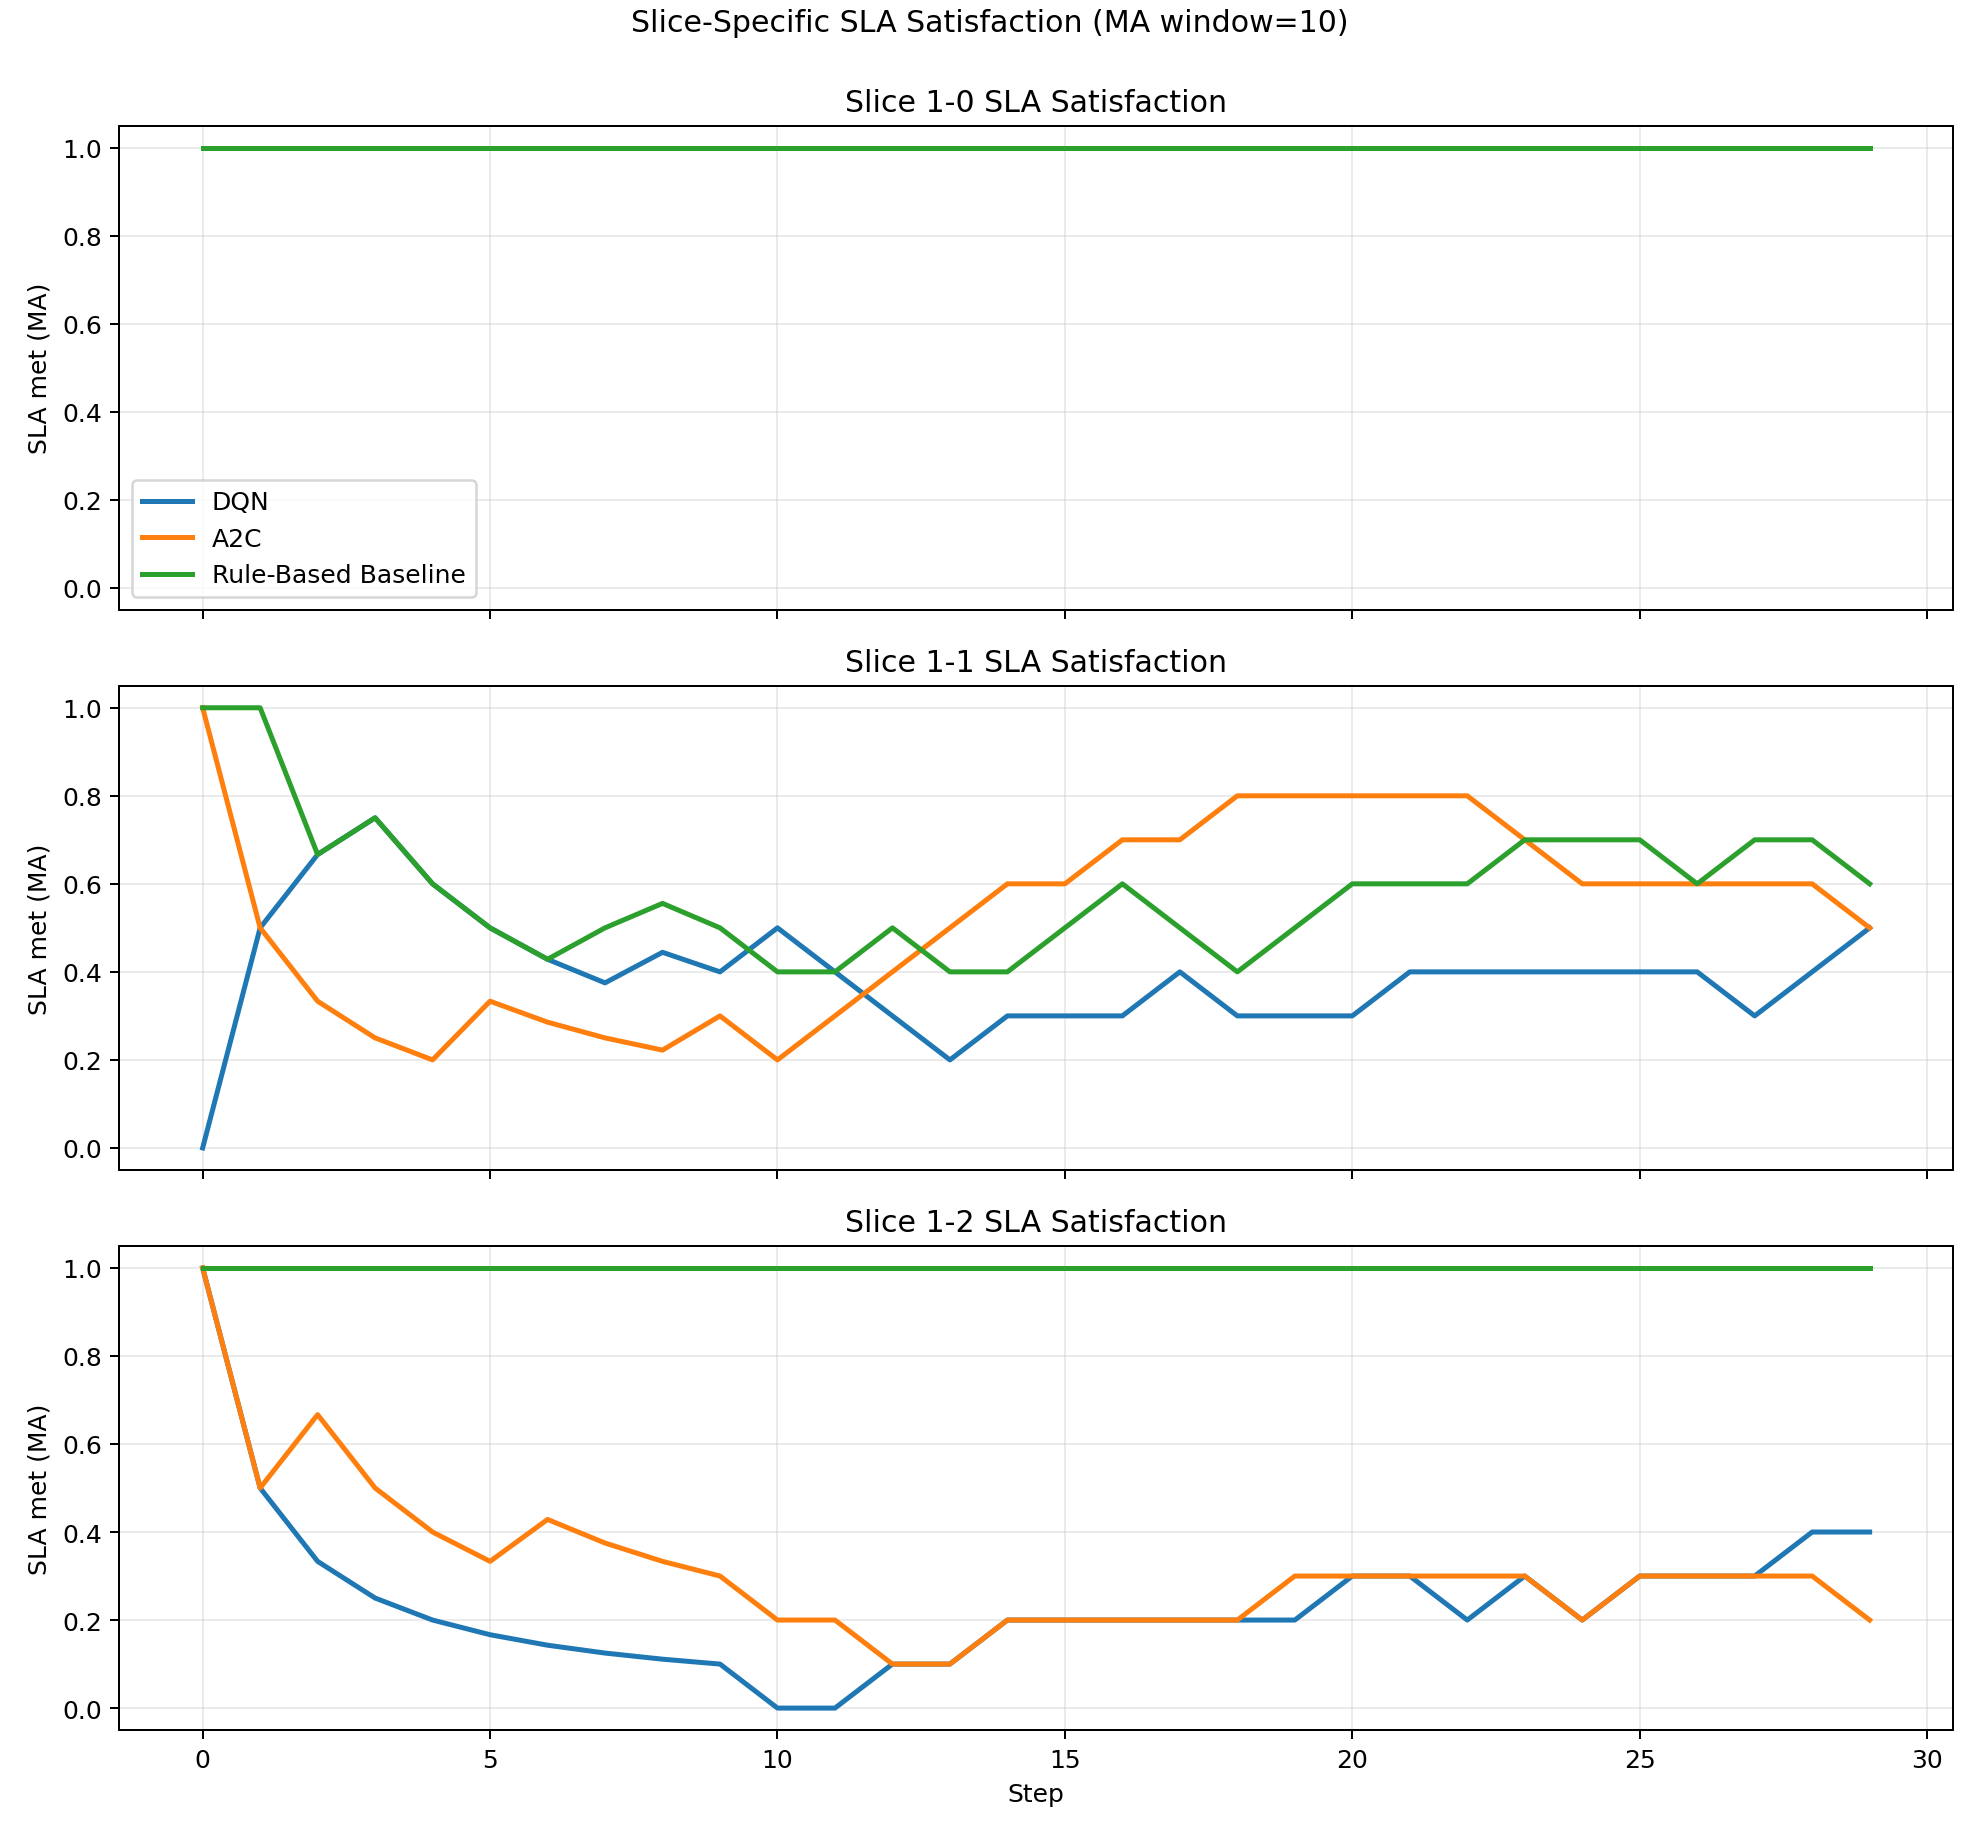 Slice-Specific SLA Satisfaction (MA window=10)
Slice 1-0 SLA Satisfaction
SLA met (MA)
1.0
0.8
0.6
0.4
0.2
0.0
DQN
A2C
Rule-Based Baseline
Slice 1-1 SLA Satisfaction
SLA met (MA)
1.0
0.8
0.6
0.4
0.2
0.0
Slice 1-2 SLA Satisfaction
SLA met (MA)
1.0
0.8
0.6
0.4
0.2
0.0
0 5 10 15 20 25 30
Step